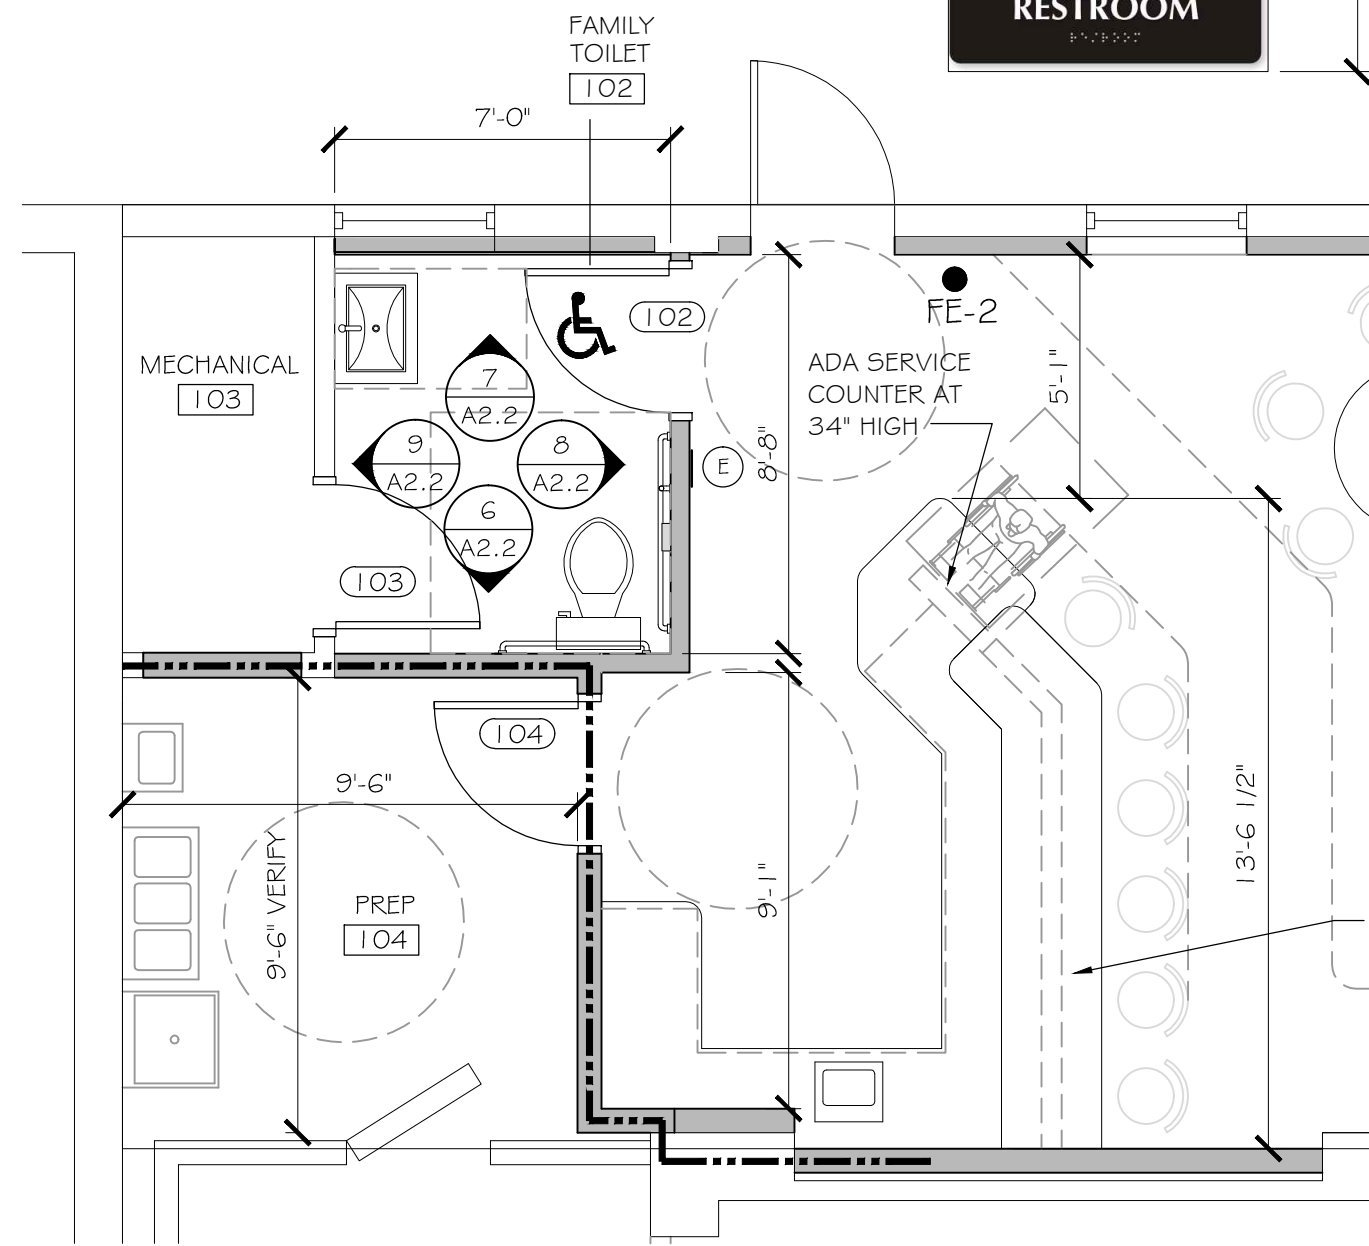 RESTROOM
⠗⠑⠎⠞⠗⠕⠕⠍
FAMILY
TOILET
102
7'-0"
102
FE-2
MECHANICAL
103
ADA SERVICE
COUNTER AT
34" HIGH
5'-1"
8'-8"
7
A2.2
9
A2.2
8
A2.2
6
A2.2
E
103
104
9'-6"
9'-6" VERIFY
PREP
104
9'-1"
13'-6 1/2"